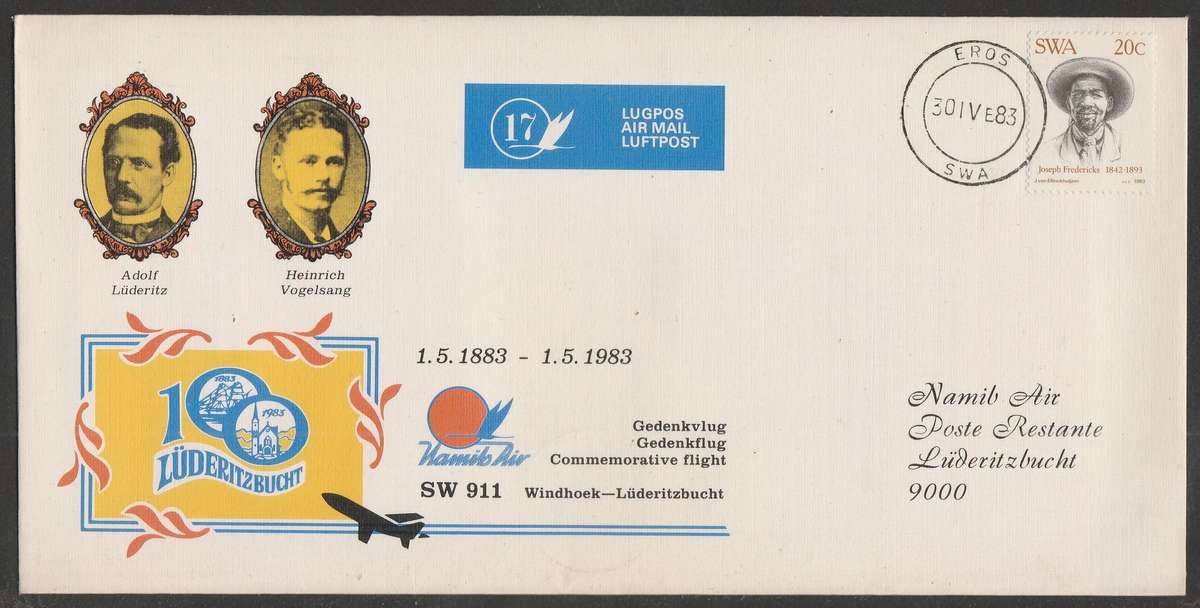 Adolf
Lüderitz
Heinrich
Vogelsang
17
LUGPOS
AIR MAIL
LUFTPOST
EROS
30 IV E83
SWA
SWA 20c
Joseph Fredericks 1842-1893
1983
1.5.1883 - 1.5.1983
100
1883
1983
LÜDERITZBUCHT
Namib Air
Gedenkvlug
Gedenkflug
Commemorative flight
SW 911 Windhoek—Lüderitzbucht
Namib Air
Poste Restante
Lüderitzbucht
9000